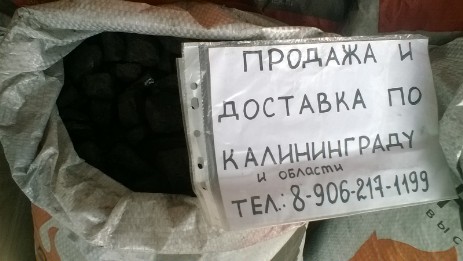 ПРОДАЖА И
ДОСТАВКА ПО
КАЛИНИНГРАДУ
И ОБЛАСТИ
ТЕЛ.: 8-906-217-1199